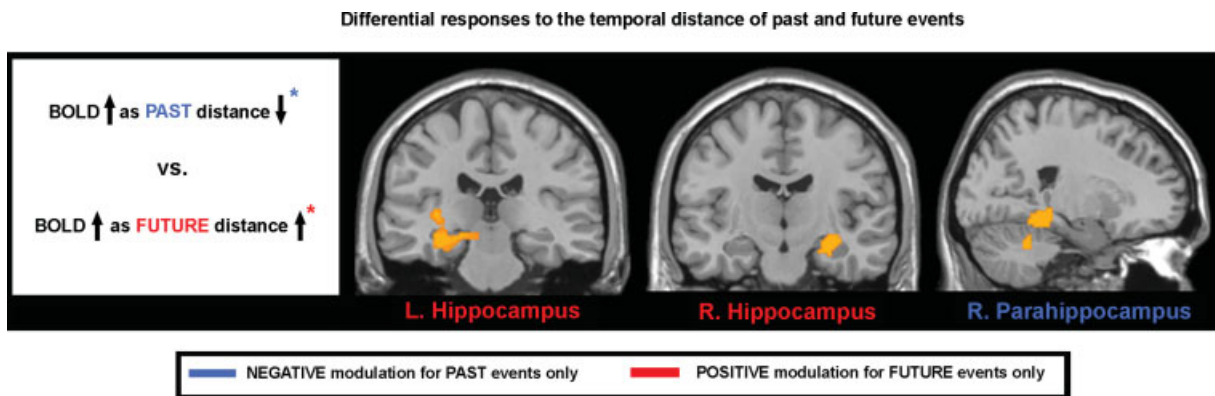 Differential responses to the temporal distance of past and future events
BOLD ↑ as PAST distance ↓ *
vs.
BOLD ↑ as FUTURE distance ↑ *
L. Hippocampus
R. Hippocampus
R. Parahippocampus
NEGATIVE modulation for PAST events only
POSITIVE modulation for FUTURE events only